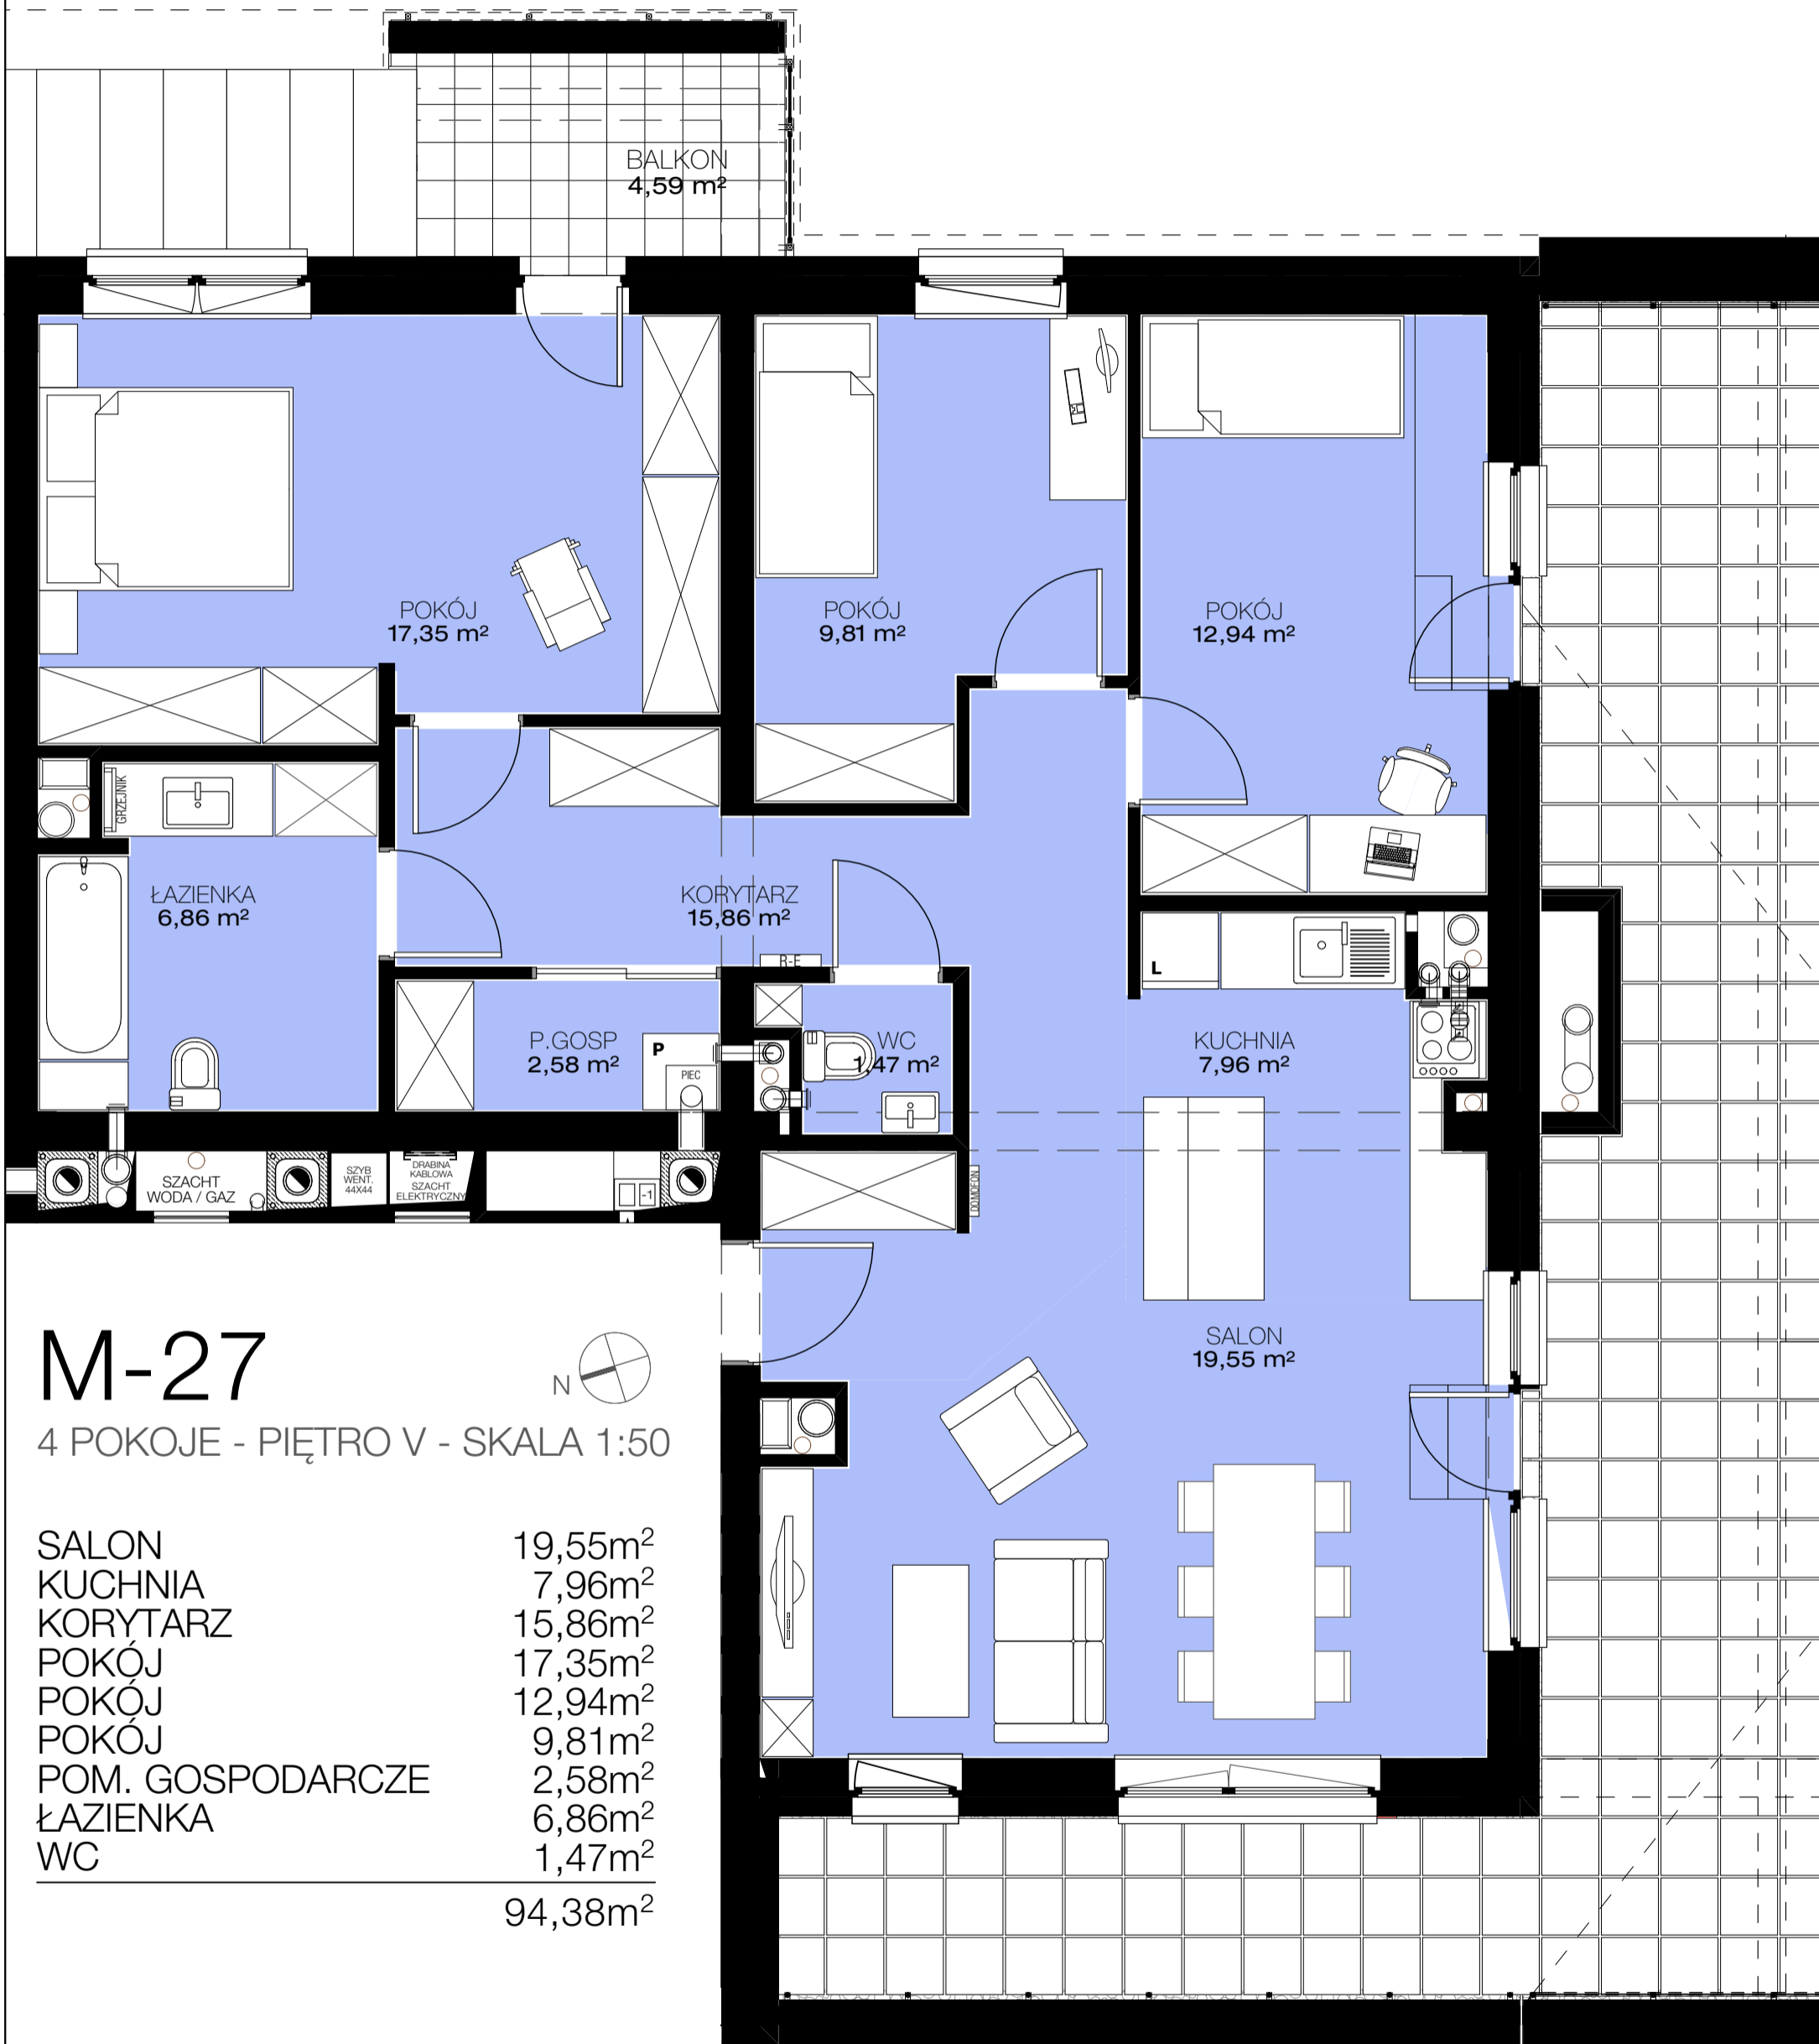 BALKON
4,59 m²
POKÓJ
17,35 m²
POKÓJ
9,81 m²
POKÓJ
12,94 m²
GRZEJNIK
ŁAZIENKA
6,86 m²
KORYTARZ
15,86 m²
R-E
L
P.GOSP
2,58 m²
P
PIEC
WC
1,47 m²
KUCHNIA
7,96 m²
SZACHT
WODA / GAZ
SZYB
WENT.
44X44
DRABINA
KABLOWA
SZACHT
ELEKTRYCZNY
-1
DOMOFON
SALON
19,55 m²
M-27
N
4 POKOJE - PIĘTRO V - SKALA 1:50
SALON 19,55m²
KUCHNIA 7,96m²
KORYTARZ 15,86m²
POKÓJ 17,35m²
POKÓJ 12,94m²
POKÓJ 9,81m²
POM. GOSPODARCZE 2,58m²
ŁAZIENKA 6,86m²
WC 1,47m²
94,38m²